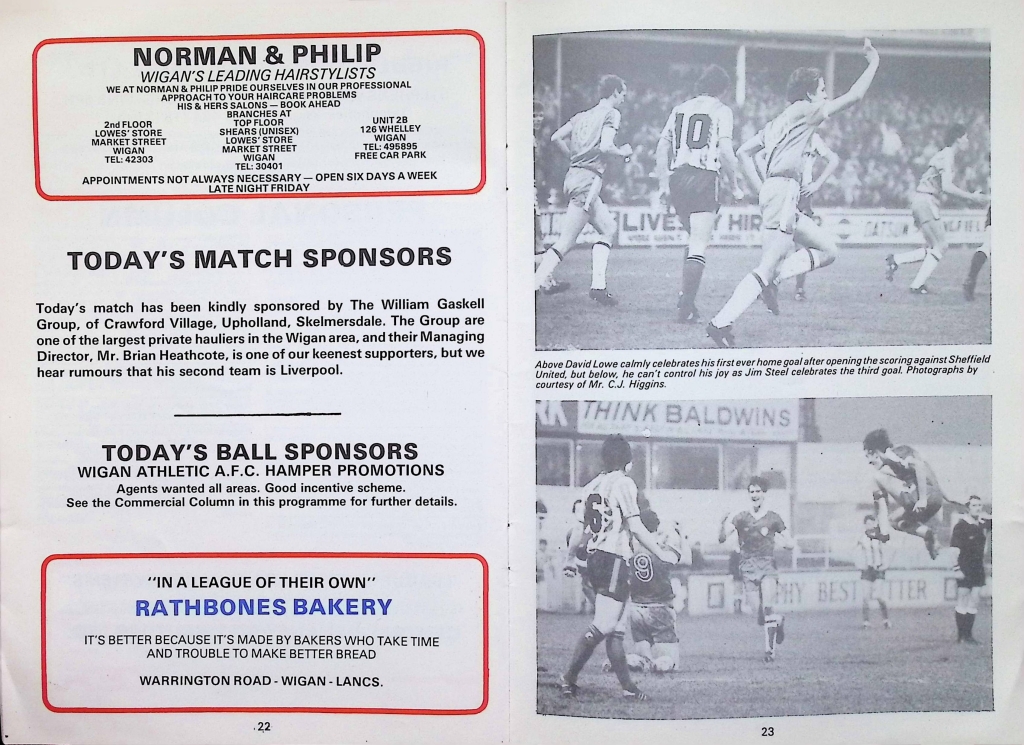 NORMAN & PHILIP
WIGAN'S LEADING HAIRSTYLISTS
WE AT NORMAN & PHILIP PRIDE OURSELVES IN OUR PROFESSIONAL
APPROACH TO YOUR HAIRCARE PROBLEMS
HIS & HERS SALONS — BOOK AHEAD
BRANCHES AT
2nd FLOOR
LOWES' STORE
MARKET STREET
WIGAN
TEL: 42303
TOP FLOOR
SHEARS (UNISEX)
LOWES' STORE
MARKET STREET
WIGAN
TEL: 30401
UNIT 2B
126 WHELLEY
WIGAN
TEL: 495895
FREE CAR PARK
APPOINTMENTS NOT ALWAYS NECESSARY — OPEN SIX DAYS A WEEK
LATE NIGHT FRIDAY
TODAY'S MATCH SPONSORS
Today's match has been kindly sponsored by The William Gaskell
Group, of Crawford Village, Upholland, Skelmersdale. The Group are
one of the largest private hauliers in the Wigan area, and their Managing
Director, Mr. Brian Heathcote, is one of our keenest supporters, but we
hear rumours that his second team is Liverpool.
TODAY'S BALL SPONSORS
WIGAN ATHLETIC A.F.C. HAMPER PROMOTIONS
Agents wanted all areas. Good incentive scheme.
See the Commercial Column in this programme for further details.
"IN A LEAGUE OF THEIR OWN"
RATHBONES BAKERY
IT'S BETTER BECAUSE IT'S MADE BY BAKERS WHO TAKE TIME
AND TROUBLE TO MAKE BETTER BREAD
WARRINGTON ROAD - WIGAN - LANCS.
22
10
LIVES Y HIR
DATSUN
Above David Lowe calmly celebrates his first ever home goal after opening the scoring against Sheffield
United, but below, he can't control his joy as Jim Steel celebrates the third goal. Photographs by
courtesy of Mr. C.J. Higgins.
RK THINK BALDWINS
6
9
PHY BEST TTER
23